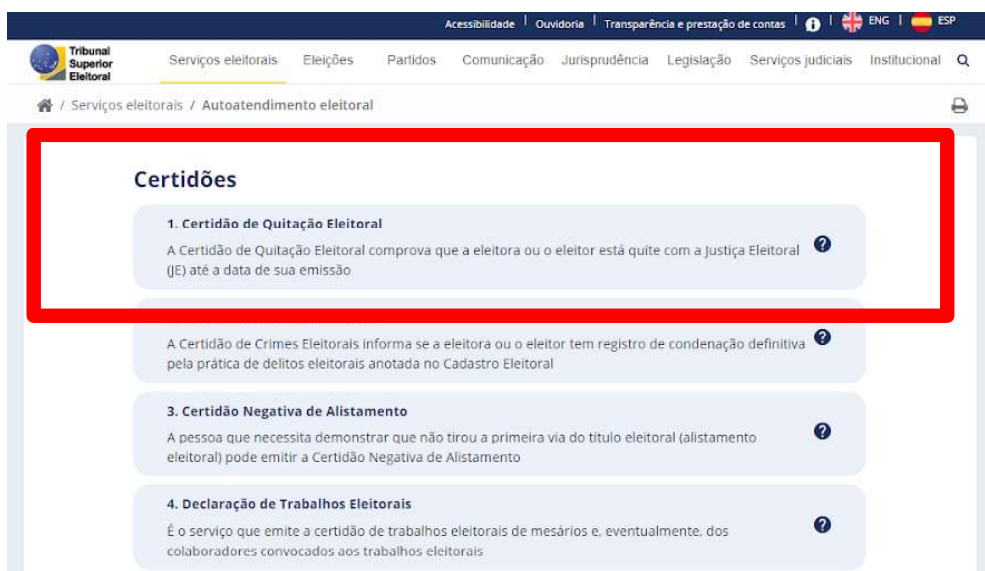 Acessibilidade | Ouvidoria | Transparência e prestação de contas | ENG | ESP
Tribunal
Superior
Eleitoral
Serviços eleitorais Eleições Partidos Comunicação Jurisprudência Legislação Serviços judiciais Institucional
/ Serviços eleitorais / Autoatendimento eleitoral
Certidões
1. Certidão de Quitação Eleitoral
A Certidão de Quitação Eleitoral comprova que a eleitora ou o eleitor está quite com a Justiça Eleitoral
(JE) até a data de sua emissão
A Certidão de Crimes Eleitorais informa se a eleitora ou o eleitor tem registro de condenação definitiva
pela prática de delitos eleitorais anotada no Cadastro Eleitoral
3. Certidão Negativa de Alistamento
A pessoa que necessita demonstrar que não tirou a primeira via do título eleitoral (alistamento
eleitoral) pode emitir a Certidão Negativa de Alistamento
4. Declaração de Trabalhos Eleitorais
É o serviço que emite a certidão de trabalhos eleitorais de mesários e, eventualmente, dos
colaboradores convocados aos trabalhos eleitorais